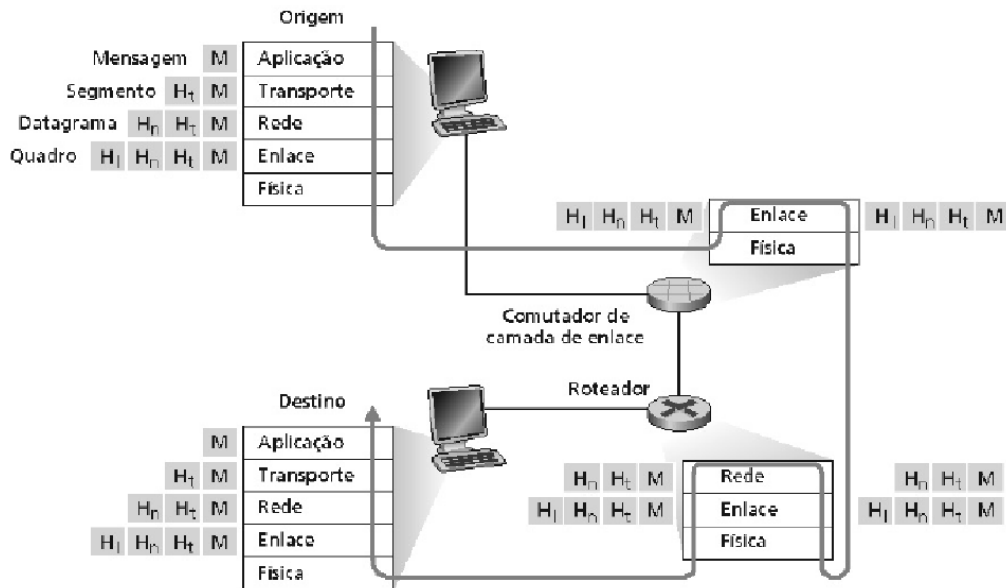 Origem
Mensagem M Aplicação
Segmento Ht M Transporte
Datagrama Hn Ht M Rede
Quadro Hl Hn Ht M Enlace
Física
Hl Hn Ht M Enlace Hl Hn Ht M
Física
Comutador de
camada de enlace
Roteador
Destino
M Aplicação
Ht M Transporte
Hn Ht M Rede
Hl Hn Ht M Enlace
Física
Hn Ht M Rede Hn Ht M
Hl Hn Ht M Enlace Hl Hn Ht M
Física